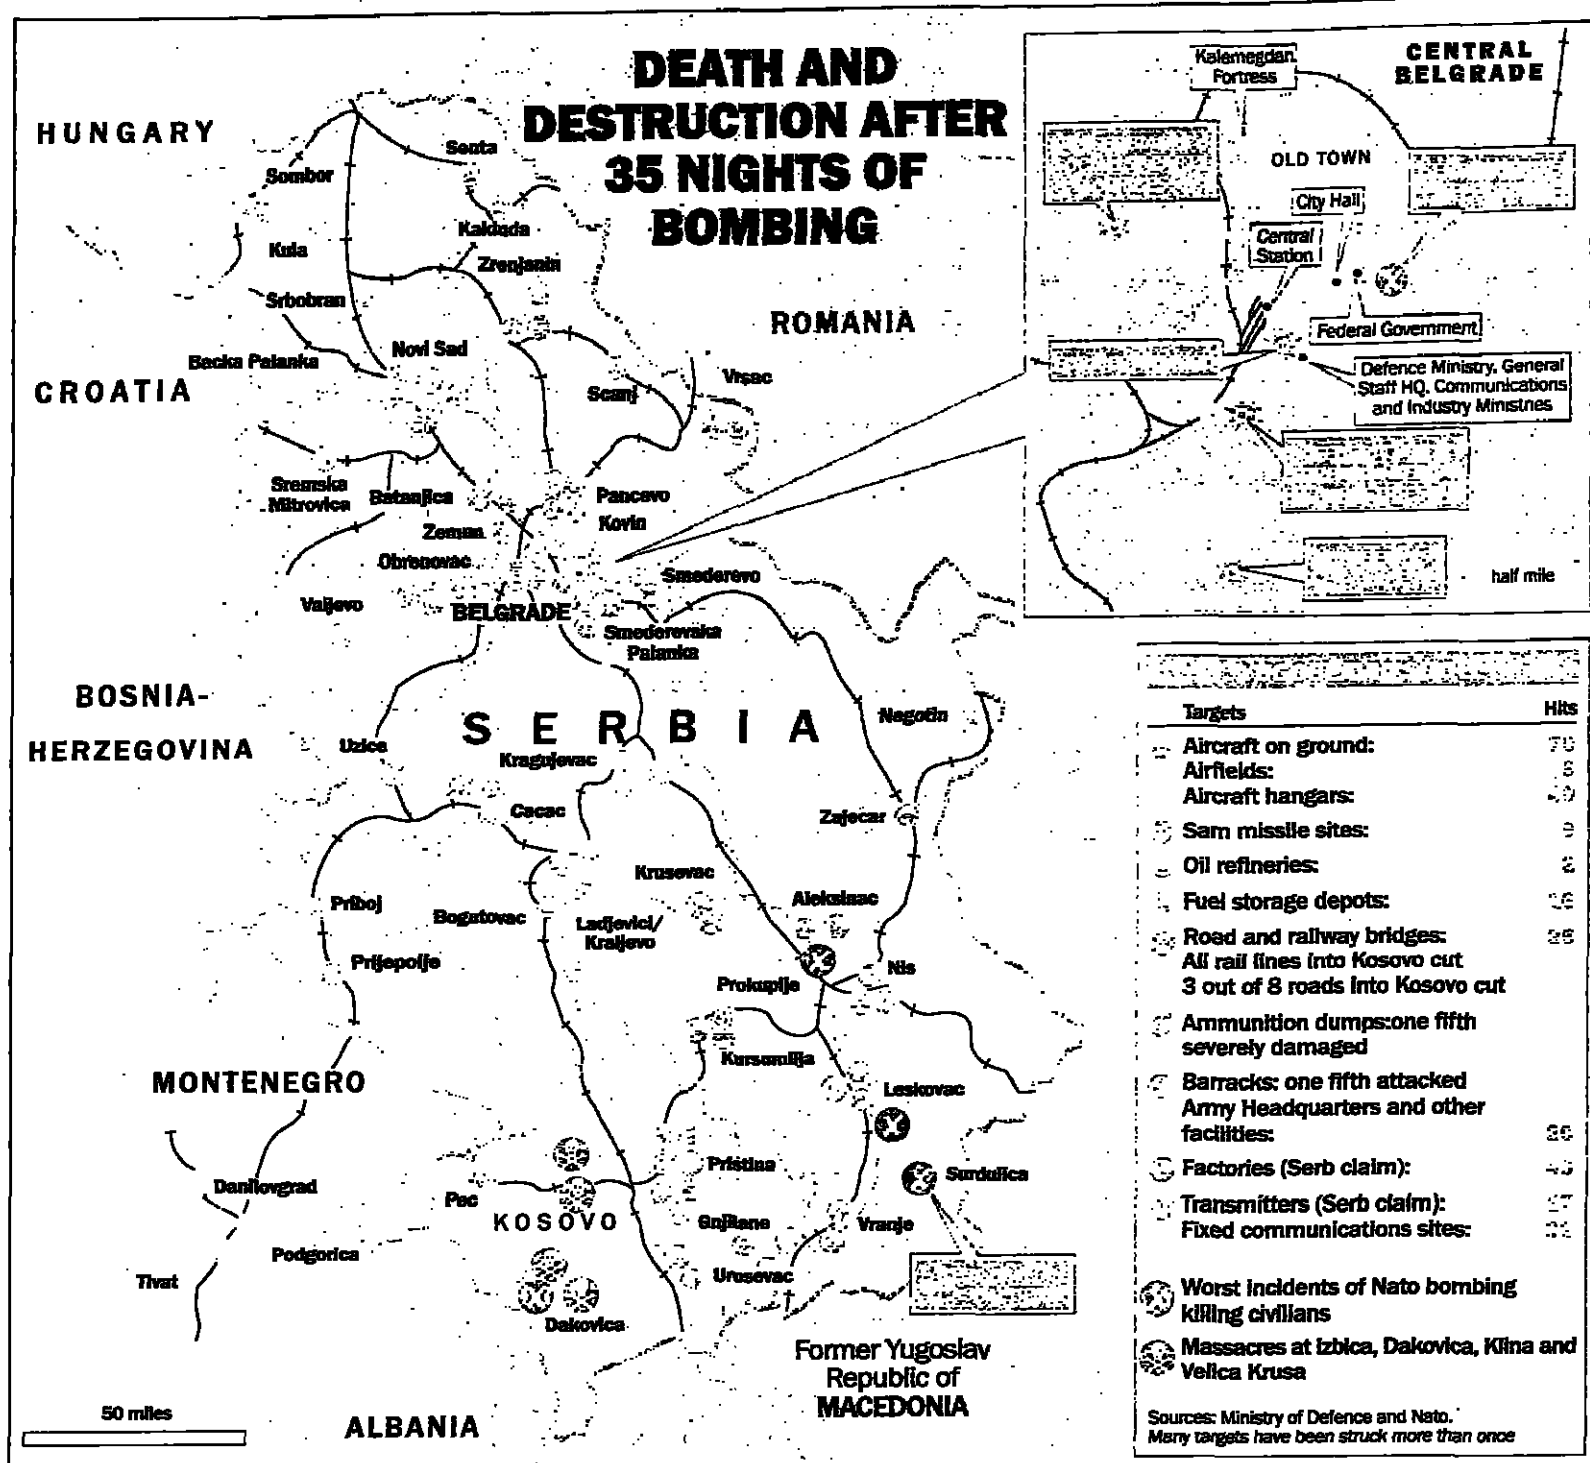 DEATH AND
DESTRUCTION AFTER
35 NIGHTS OF
BOMBING
HUNGARY
Sombor
Senta
Kula
Zrenjanin
Srbobran
Backa Palanka
Novi Sad
ROMANIA
CROATIA
Vrsac
Scanj
Sremska
Mitrovica
Batanjica
Pancevo
Kovin
Zemun
Obrenovac
Smederevo
Valjevo
BELGRADE
Smederevska
Palanka
BOSNIA-
HERZEGOVINA
SERBIA
Negotin
Uzice
Kragujevac
Cacac
Zajecar
Krusevac
Aleksinac
Priboj
Bogutovac
Ladjevici/
Kraljevo
Prijepolje
Nis
Prokuplje
Kursumlija
MONTENEGRO
Leskovac
Pristina
Surdulica
Danilovgrad
Pec
KOSOVO
Gnjilane
Vranje
Podgorica
Tivat
Urosevac
Dakovica
Former Yugoslav
Republic of
MACEDONIA
50 miles
ALBANIA
CENTRAL
BELGRADE
Kalemegdan
Fortress
OLD TOWN
City Hall
Central
Station
Federal Government
Defence Ministry, General
Staff HQ, Communications
and Industry Ministries
half mile
Targets Hits
Aircraft on ground:
Airfields:
Aircraft hangars:
Sam missile sites:
Oil refineries:
Fuel storage depots:
Road and railway bridges:
All rail lines into Kosovo cut
3 out of 8 roads into Kosovo cut
Ammunition dumps:one fifth
severely damaged
Barracks: one fifth attacked
Army Headquarters and other
facilities:
Factories (Serb claim):
Transmitters (Serb claim):
Fixed communications sites:
Worst incidents of Nato bombing
killing civilians
Massacres at Izbica, Dakovica, Klina and
Velica Krusa
Sources: Ministry of Defence and Nato.
Many targets have been struck more than once